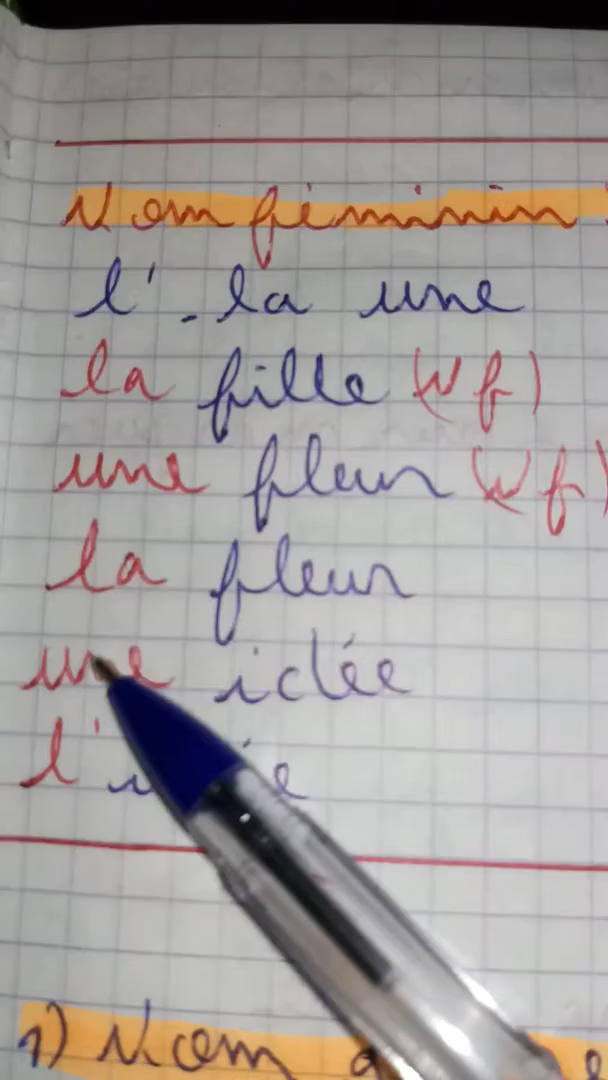 Nom féminin :
l' - la une
la fille (Nf)
une fleur (Nf)
la fleur
une idée
l'
1) Nom